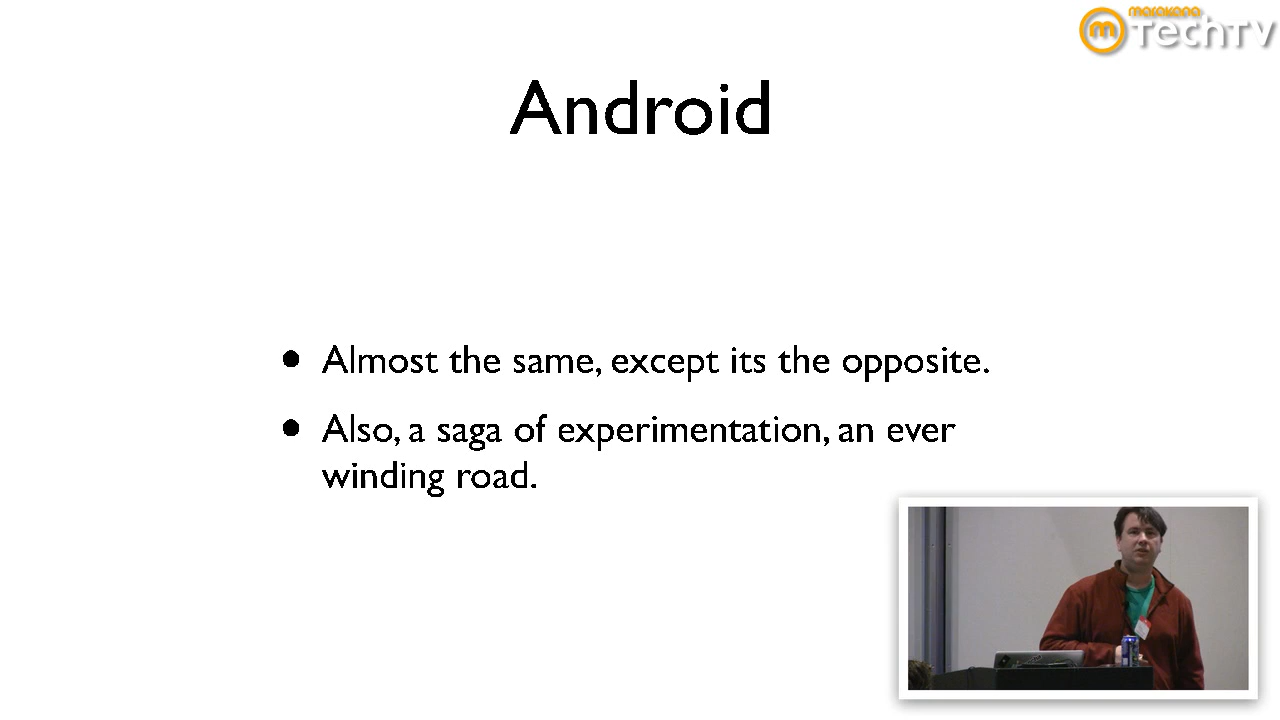 marakana
m TechTV
Android
• Almost the same, except its the opposite.
• Also, a saga of experimentation, an ever
winding road.